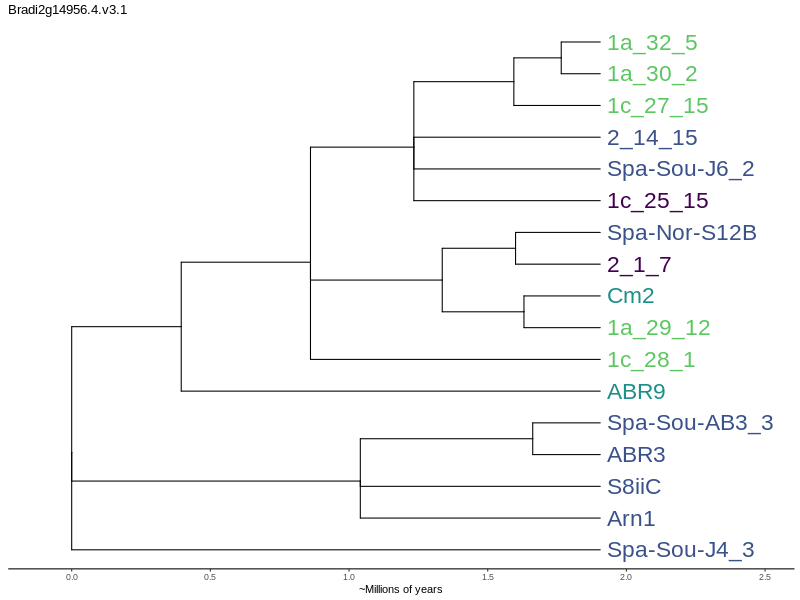 Bradi2g14956.4.v3.1
1a_32_5
1a_30_2
1c_27_15
2_14_15
Spa-Sou-J6_2
1c_25_15
Spa-Nor-S12B
2_1_7
Cm2
1a_29_12
1c_28_1
ABR9
Spa-Sou-AB3_3
ABR3
S8iiC
Arn1
Spa-Sou-J4_3
0.0 0.5 1.0 1.5 2.0 2.5
~Millions of years